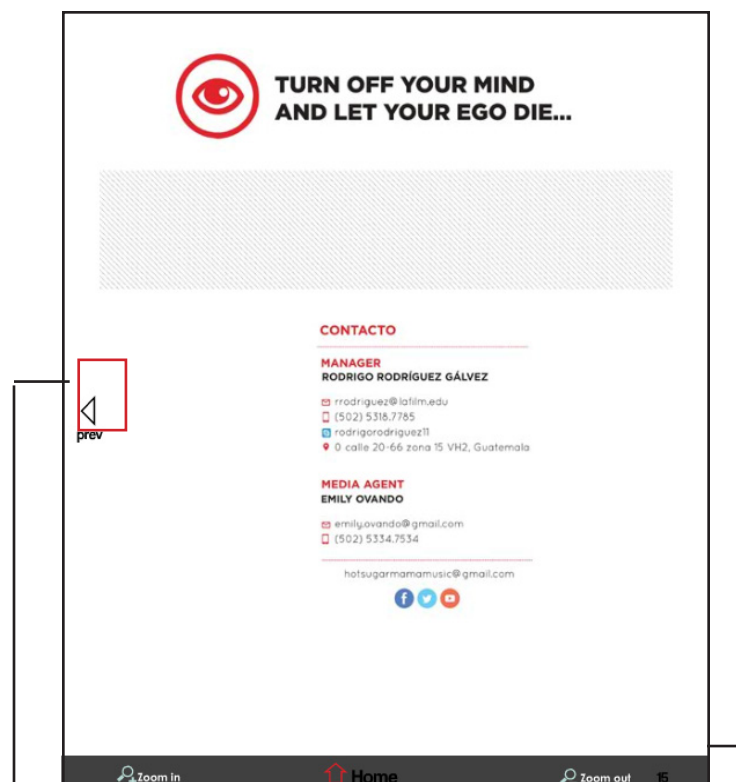 TURN OFF YOUR MIND
AND LET YOUR EGO DIE...
CONTACTO
MANAGER
RODRIGO RODRÍGUEZ GÁLVEZ
rrodriguez@lafilm.edu
(502) 5318.7785
rodrigorodriguez11
0 calle 20-66 zona 15 VH2, Guatemala
prev
MEDIA AGENT
EMILY OVANDO
emily.ovando@gmail.com
(502) 5334.7534
hotsugarmamamusic@gmail.com
Zoom in Home Zoom out 15